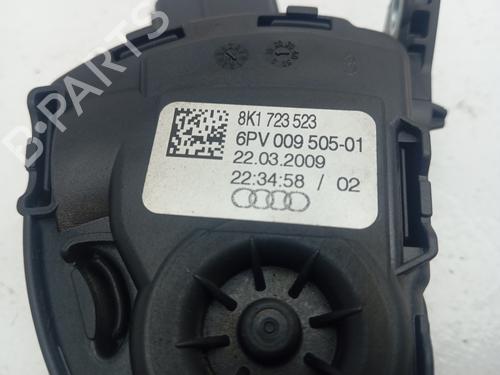 B-PARTS
8K1 723 523
6PV 009 505-01
22.03.2009
22:34:58 / 02